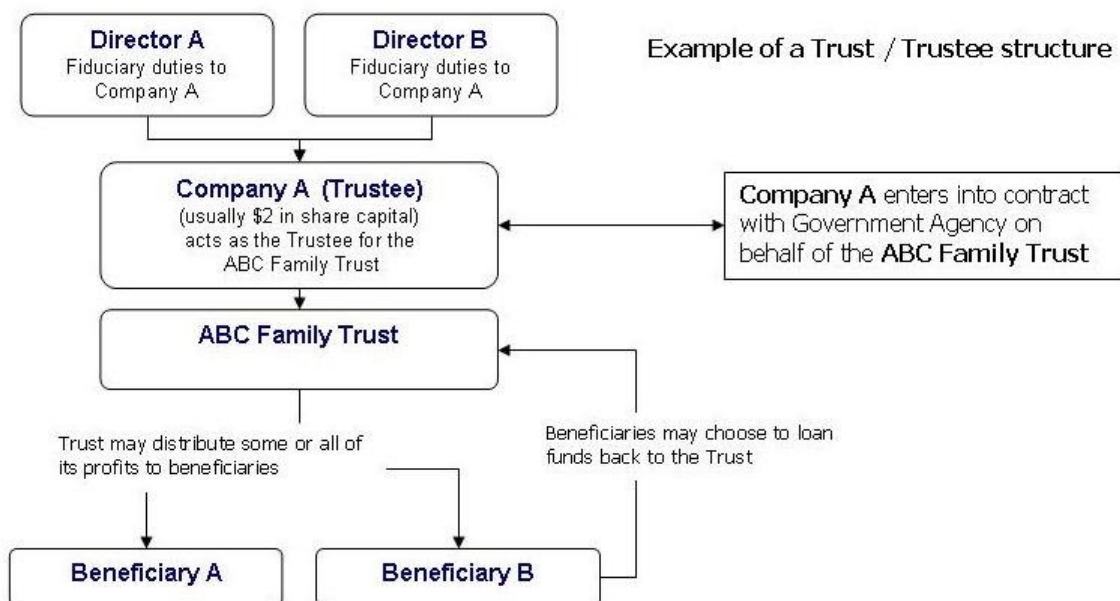 Director A
Fiduciary duties to
Company A
Director B
Fiduciary duties to
Company A
Example of a Trust / Trustee structure
Company A (Trustee)
(usually $2 in share capital)
acts as the Trustee for the
ABC Family Trust
Company A enters into contract
with Government Agency on
behalf of the ABC Family Trust
ABC Family Trust
Trust may distribute some or all of
its profits to beneficiaries
Beneficiaries may choose to loan
funds back to the Trust
Beneficiary A
Beneficiary B